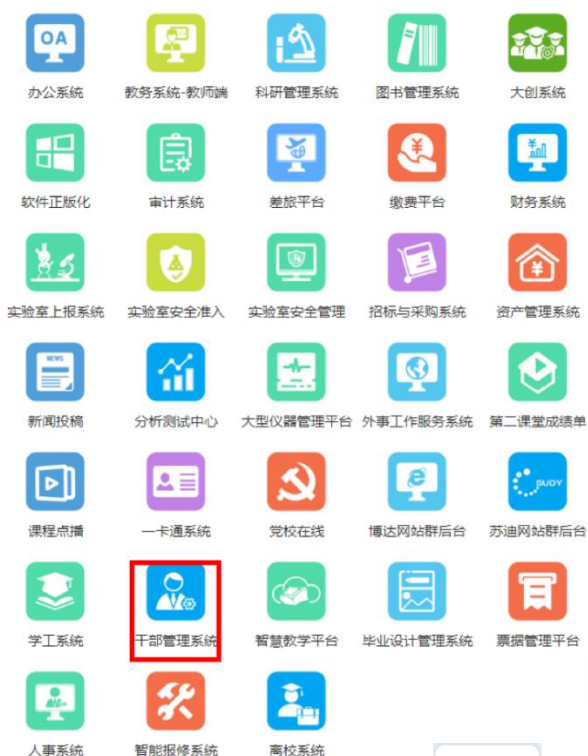 OA
办公系统 教务系统-教师端 科研管理系统 图书管理系统 大创系统
软件正版化 审计系统 差旅平台 缴费平台 财务系统
实验室上报系统 实验室安全准入 实验室安全管理 招标与采购系统 资产管理系统
NEWS
新闻投稿 分析测试中心 大型仪器管理平台 外事工作服务系统 第二课堂成绩单
SUDY
课程点播 一卡通系统 党校在线 博达网站群后台 苏迪网站群后台
学工系统 干部管理系统 智慧教学平台 毕业设计管理系统 票据管理平台
人事系统 智能报修系统 离校系统